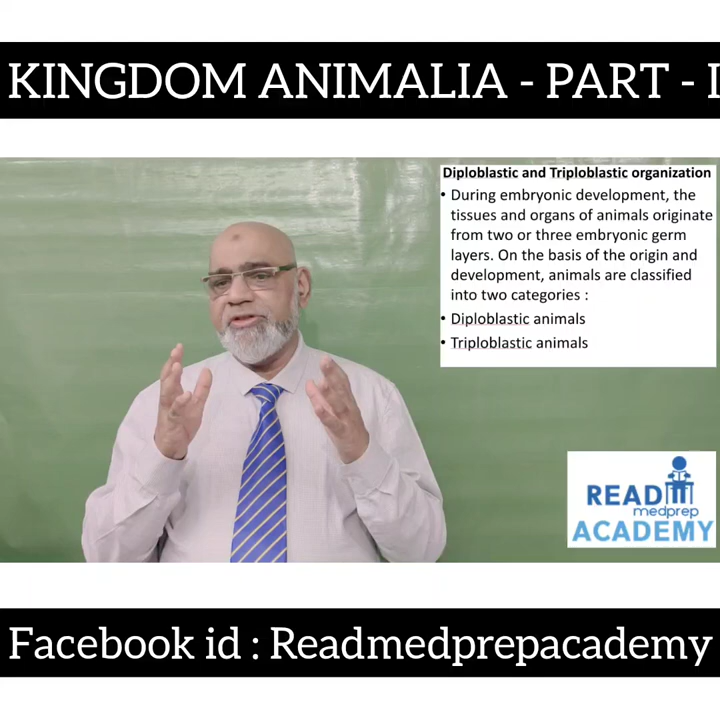 KINGDOM ANIMALIA - PART - I
Diploblastic and Triploblastic organization
• During embryonic development, the
tissues and organs of animals originate
from two or three embryonic germ
layers. On the basis of the origin and
development, animals are classified
into two categories :
• Diploblastic animals
• Triploblastic animals
READ
medprep
ACADEMY
Facebook id : Readmedprepacademy